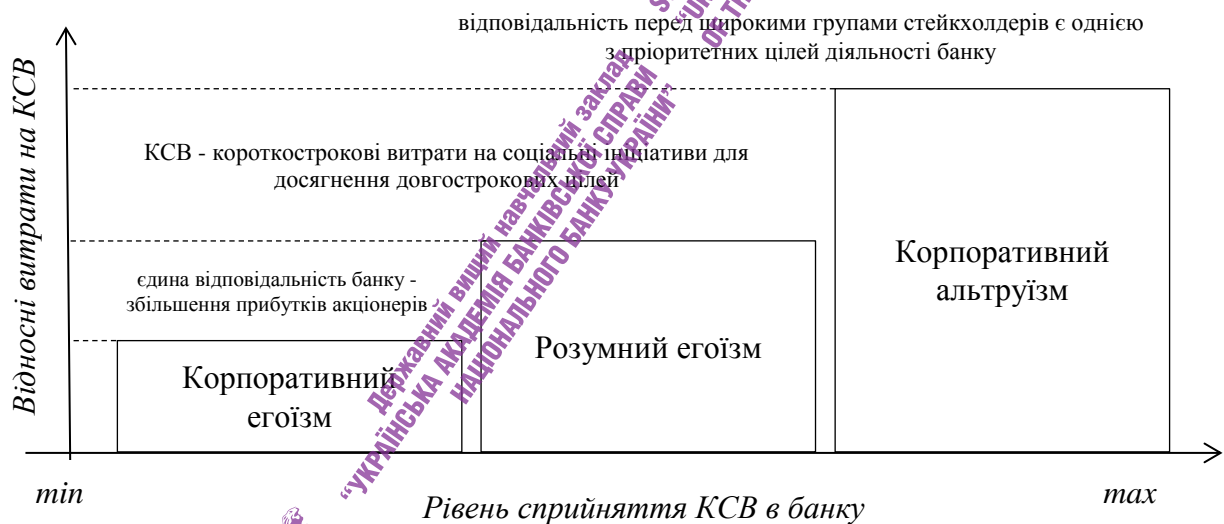 відповідальність перед широкими групами стейкхолдерів є однією
з пріоритетних цілей діяльності банку
Відносні витрати на КСВ
КСВ - короткострокові витрати на соціальні ініціативи для
досягнення довгострокових цілей
єдина відповідальність банку -
збільшення прибутків акціонерів
Корпоративний
егоїзм
Розумний егоїзм
Корпоративний
альтруїзм
min
Рівень сприйняття КСВ в банку
max
Державний вищий навчальний заклад
“УКРАЇНСЬКА АКАДЕМІЯ БАНКІВСЬКОЇ СПРАВИ
НАЦІОНАЛЬНОГО БАНКУ УКРАЇНИ”